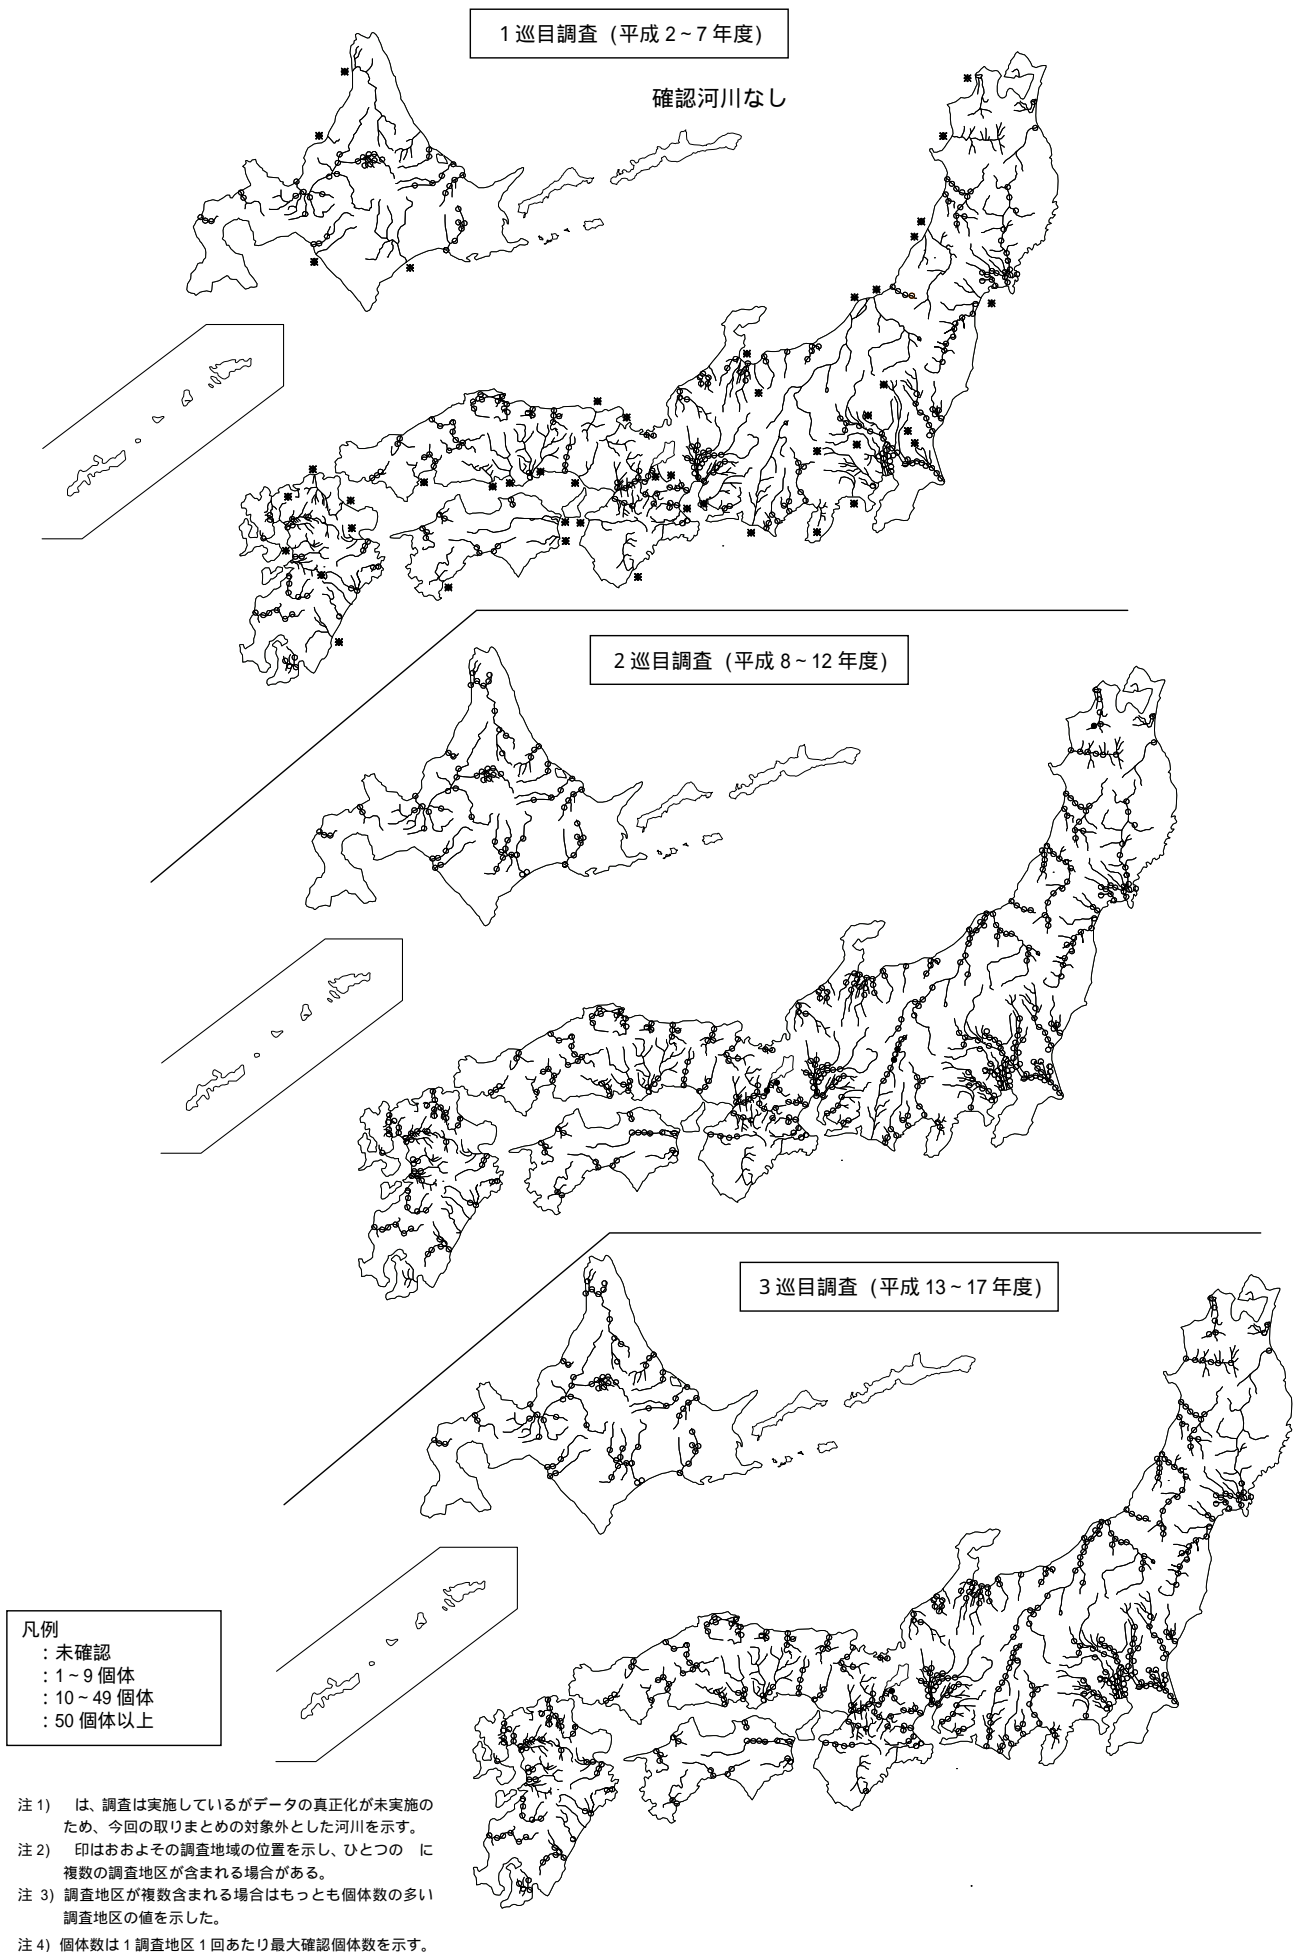 1巡目調査 (平成2~7年度)
確認河川なし
2巡目調査 (平成8~12年度)
3巡目調査 (平成13~17年度)
凡例
：未確認
：1~9個体
：10~49個体
：50個体以上
注1)　は、調査は実施しているがデータの真正化が未実施の
ため、今回の取りまとめの対象外とした河川を示す。
注2)　印はおおよその調査地域の位置を示し、ひとつの　に
複数の調査地区が含まれる場合がある。
注 3) 調査地区が複数含まれる場合はもっとも個体数の多い
調査地区の値を示した。
注4) 個体数は1調査地区1回あたり最大確認個体数を示す。